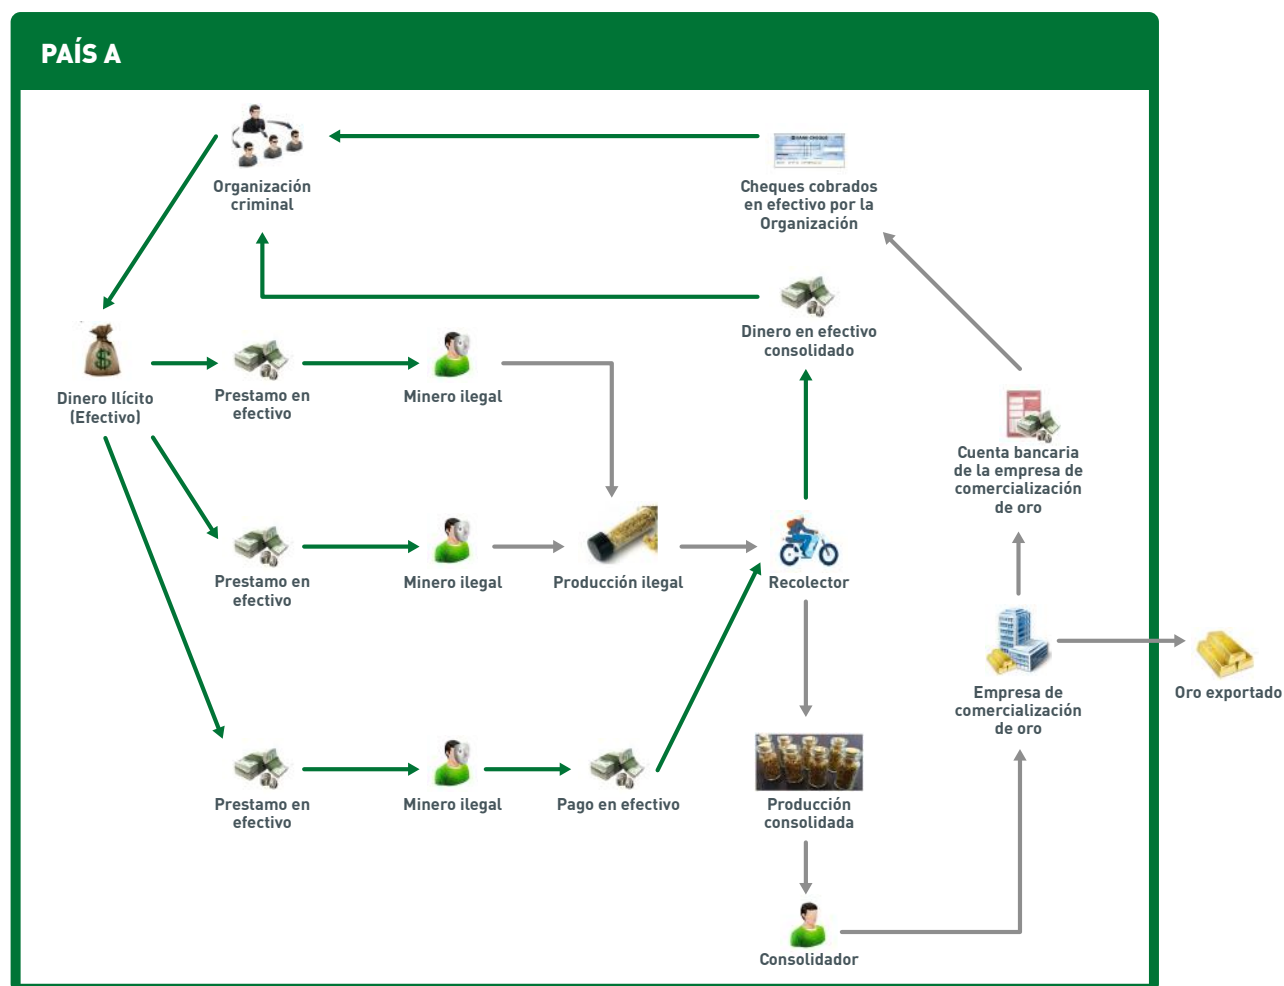 PAÍS A
Organización
criminal
Cheques cobrados
en efectivo por la
Organización
Dinero en efectivo
consolidado
Dinero Ilícito
(Efectivo)
Prestamo en
efectivo
Minero ilegal
Cuenta bancaria
de la empresa de
comercialización
de oro
Prestamo en
efectivo
Minero ilegal
Producción ilegal
Recolector
Empresa de
comercialización
de oro
Oro exportado
Prestamo en
efectivo
Minero ilegal
Pago en efectivo
Producción
consolidada
Consolidador